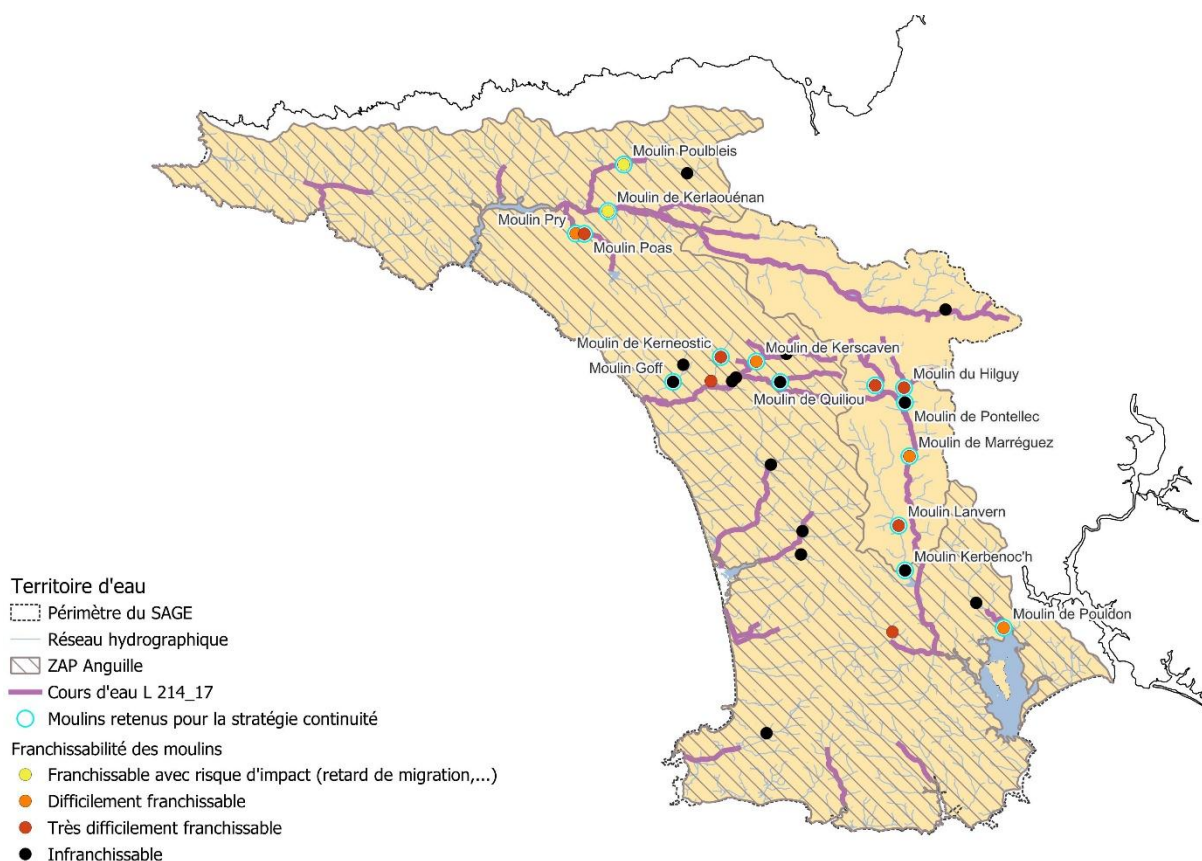 Moulin Poulbleis
Moulin de Kerlaouénan
Moulin Pry
Moulin Poas
Moulin de Kerneostic
Moulin de Kerscaven
Moulin Goff
Moulin du Hilguy
Moulin de Quiliou
Moulin de Pontellec
Moulin de Marréguez
Moulin Lanvern
Moulin Kerbenoc'h
Moulin de Pouldon
Territoire d'eau
Périmètre du SAGE
Réseau hydrographique
ZAP Anguille
Cours d'eau L 214_17
Moulins retenus pour la stratégie continuité
Franchissabilité des moulins
Franchissable avec risque d'impact (retard de migration,...)
Difficilement franchissable
Très difficilement franchissable
Infranchissable